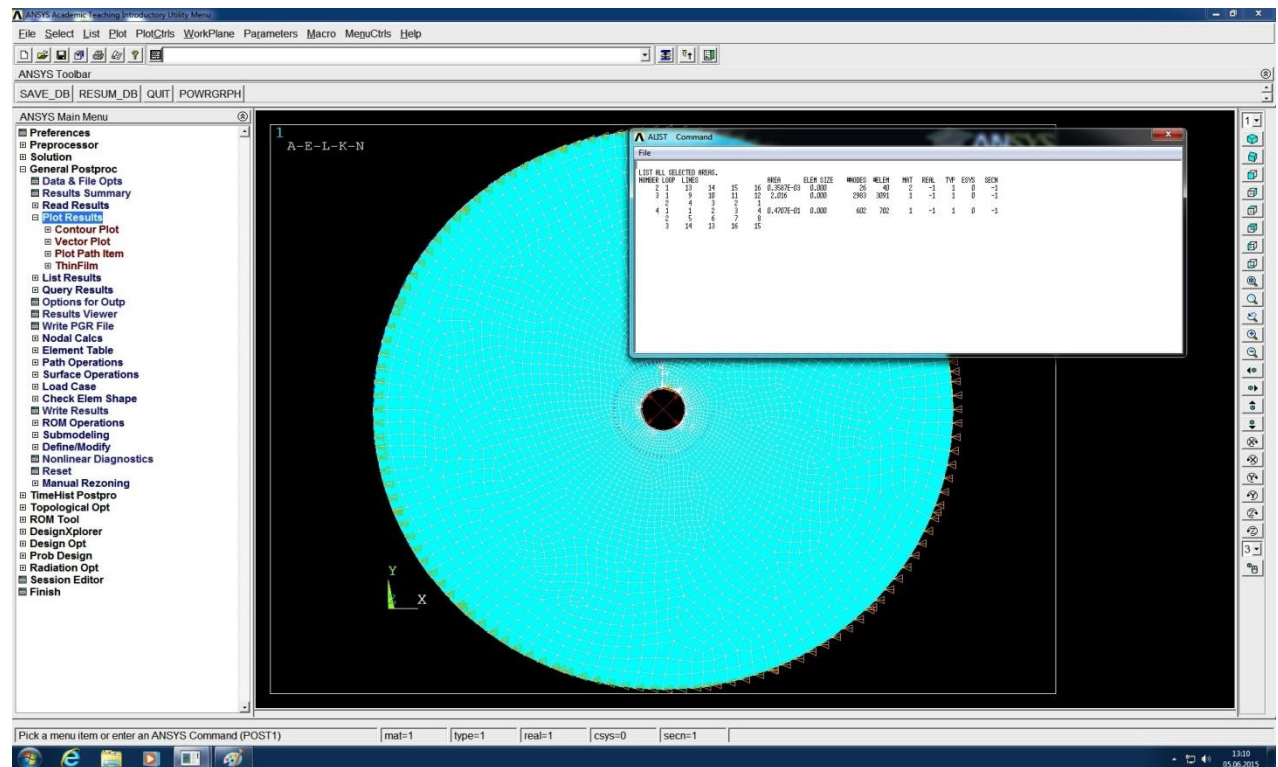 ANSYS Academic Teaching Introductory Utility Menu
File Select List Plot PlotCtrls WorkPlane Parameters Macro MenuCtrls Help
ANSYS Toolbar
SAVE_DB RESUM_DB QUIT POWRGRPH
ANSYS Main Menu
Preferences
Preprocessor
Solution
General Postproc
Data & File Opts
Results Summary
Read Results
Plot Results
Contour Plot
Vector Plot
Plot Path Item
ThinFilm
List Results
Query Results
Options for Outp
Results Viewer
Write PGR File
Nodal Calcs
Element Table
Path Operations
Surface Operations
Load Case
Check Elem Shape
Write Results
ROM Operations
Submodeling
Define/Modify
Nonlinear Diagnostics
Reset
Manual Rezoning
TimeHist Postpro
Topological Opt
ROM Tool
DesignXplorer
Design Opt
Prob Design
Radiation Opt
Session Editor
Finish
1
A-E-L-K-N
ANSYS
ALIST Command
File
LIST ALL SELECTED AREAS.
NUMBER LOOP LINES AREA ELEM SIZE #NODES #ELEM MAT REAL TYP ESYS SECN
2 1 13 14 15 16 0.3587E-03 0.000 26 40 2 -1 1 0 -1
3 1 9 10 11 12 2.016 0.000 2983 3091 1 -1 1 0 -1
2 4 3 2 1
4 1 1 2 3 4 0.4707E-01 0.000 602 702 1 -1 1 0 -1
2 5 6 7 8
3 14 13 16 15
Y
X
1
3
Pick a menu item or enter an ANSYS Command (POST1) mat=1 type=1 real=1 csys=0 secn=1
13:10
05.06.2015